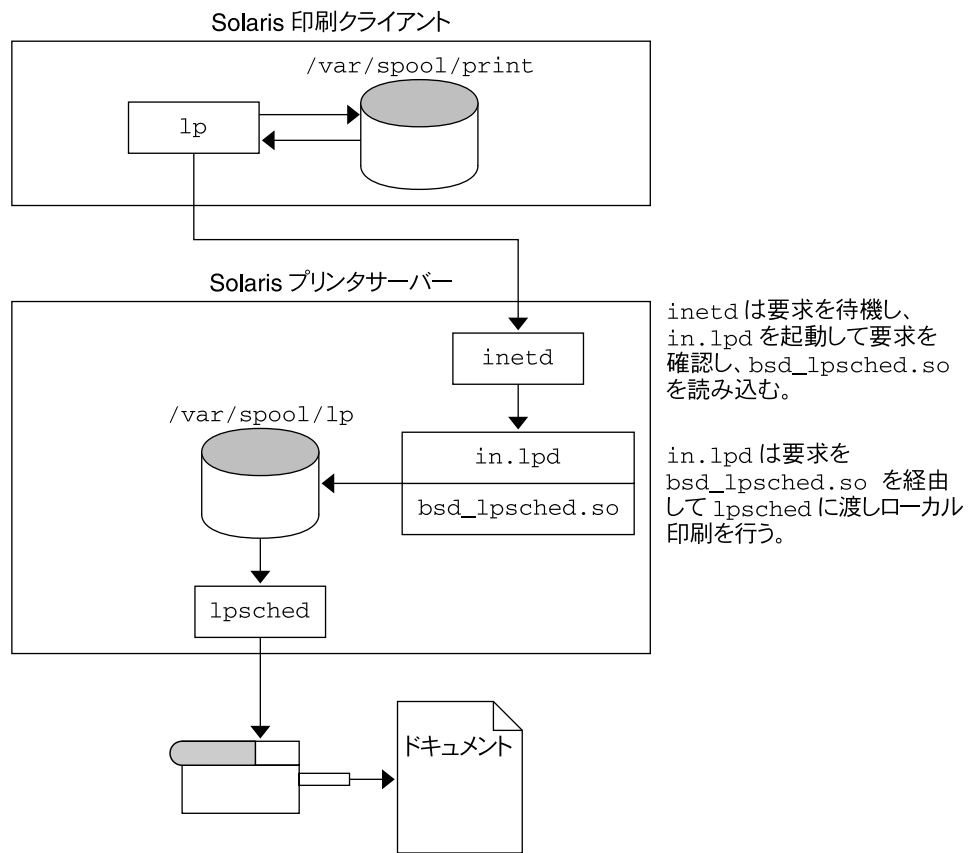 Solaris 印刷クライアント
/var/spool/print
lp
Solaris プリンタサーバー
inetd
inetd は要求を待機し、
in.lpd を起動して要求を
確認し、bsd_lpsched.so
を読み込む。
/var/spool/lp
in.lpd
bsd_lpsched.so
in.lpd は要求を
bsd_lpsched.so を経由
して lpsched に渡しローカル
印刷を行う。
lpsched
ドキュメント